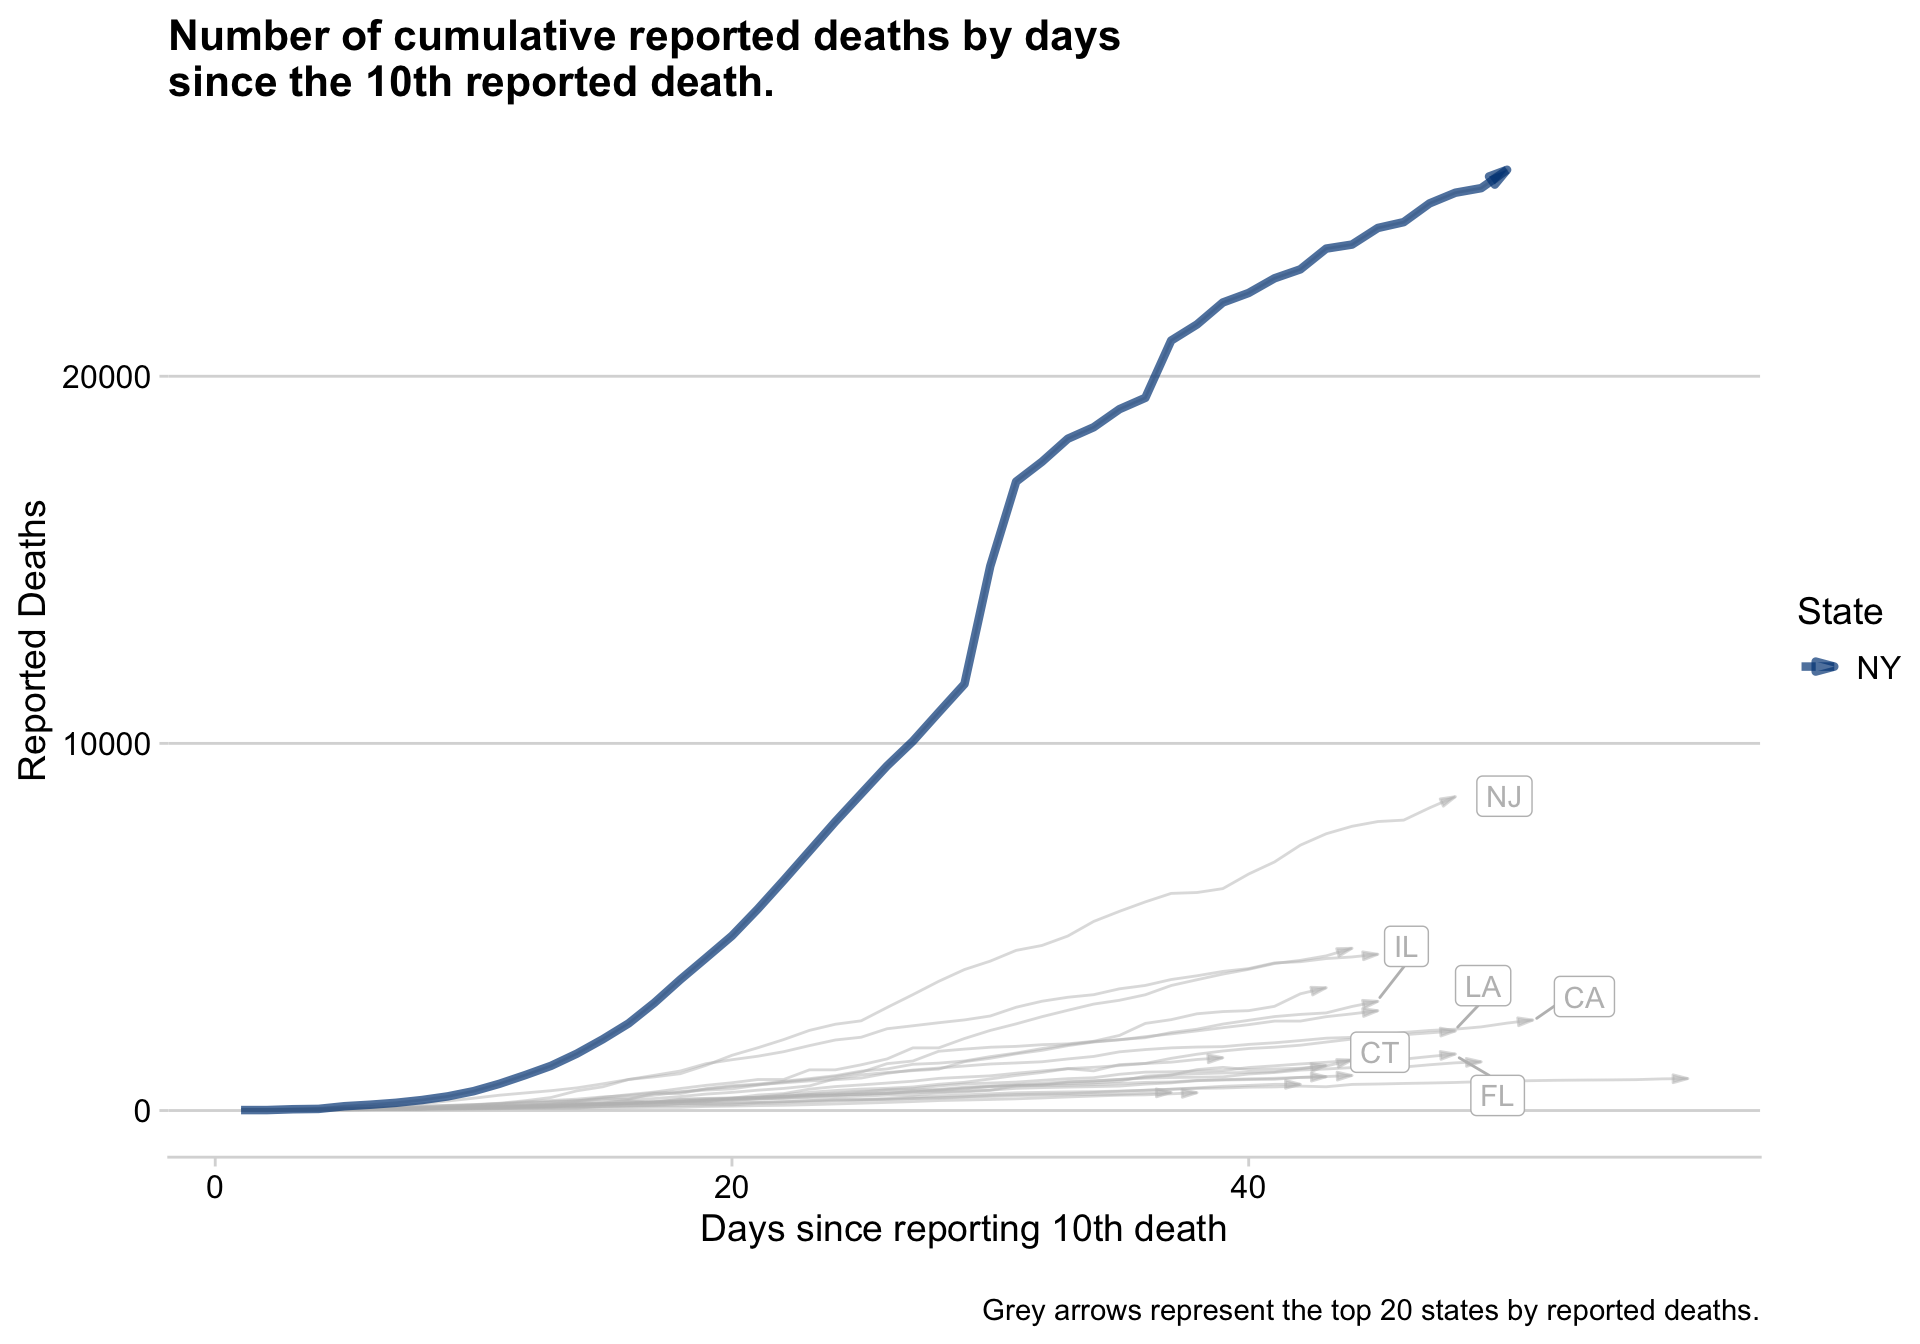 Number of cumulative reported deaths by days
since the 10th reported death.
20000
10000
0
Reported Deaths
NJ
IL
LA
CA
CT
FL
State
NY
0
20
40
Days since reporting 10th death
Grey arrows represent the top 20 states by reported deaths.